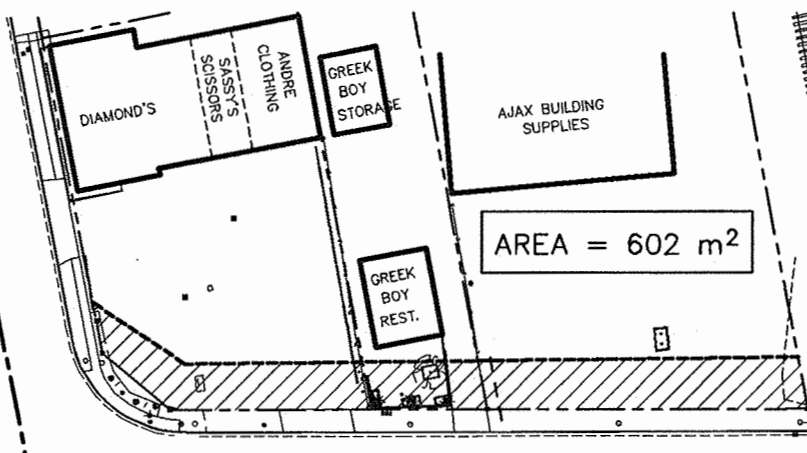 DIAMOND'S
SASSY'S
SCISSORS
ANDRE
CLOTHING
GREEK
BOY
STORAGE
AJAX BUILDING
SUPPLIES
AREA = 602 m²
GREEK
BOY
REST.